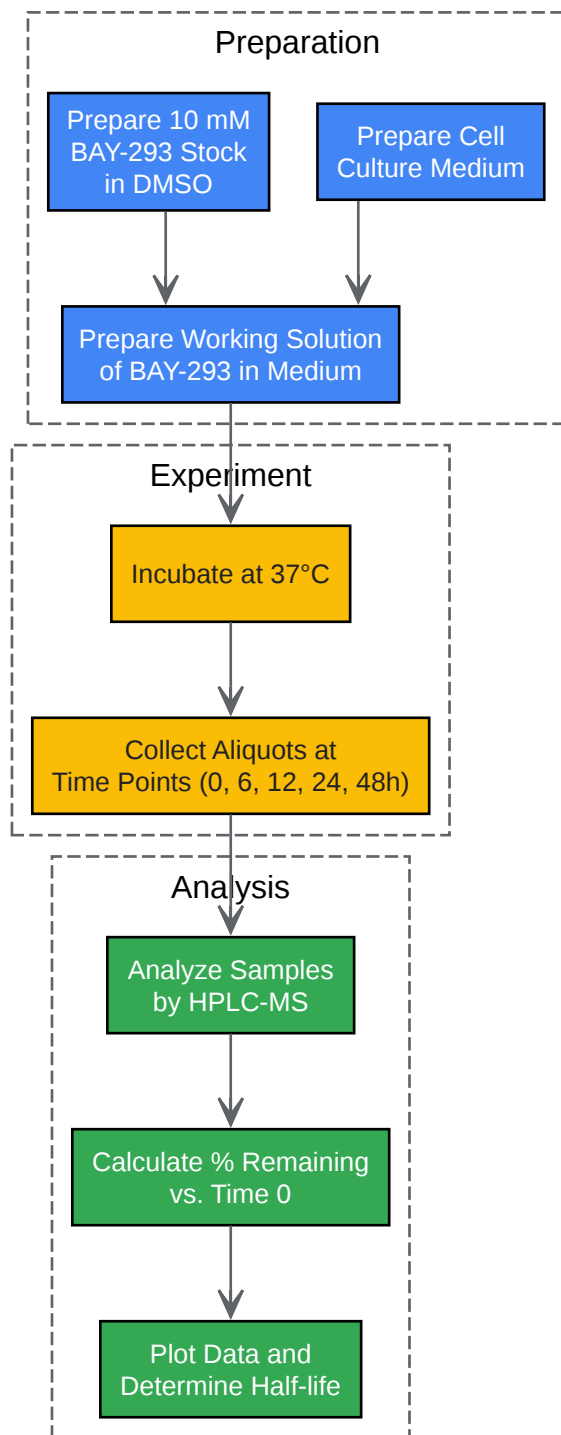 Preparation
Prepare 10 mM
BAY-293 Stock
in DMSO
Prepare Cell
Culture Medium
Prepare Working Solution
of BAY-293 in Medium
Experiment
Incubate at 37°C
Collect Aliquots at
Time Points (0, 6, 12, 24, 48h)
Analysis
Analyze Samples
by HPLC-MS
Calculate % Remaining
vs. Time 0
Plot Data and
Determine Half-life